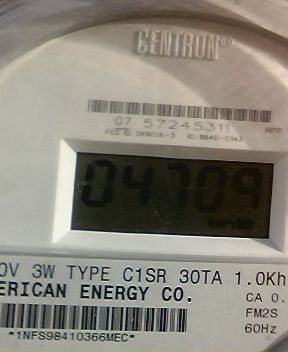 CENTRON®
07 57245311
04709
0V 3W TYPE C1SR 30TA 1.0Kh
ERICAN ENERGY CO.
CA 0.
FM2S
60Hz
*1NFS98410366MEC*